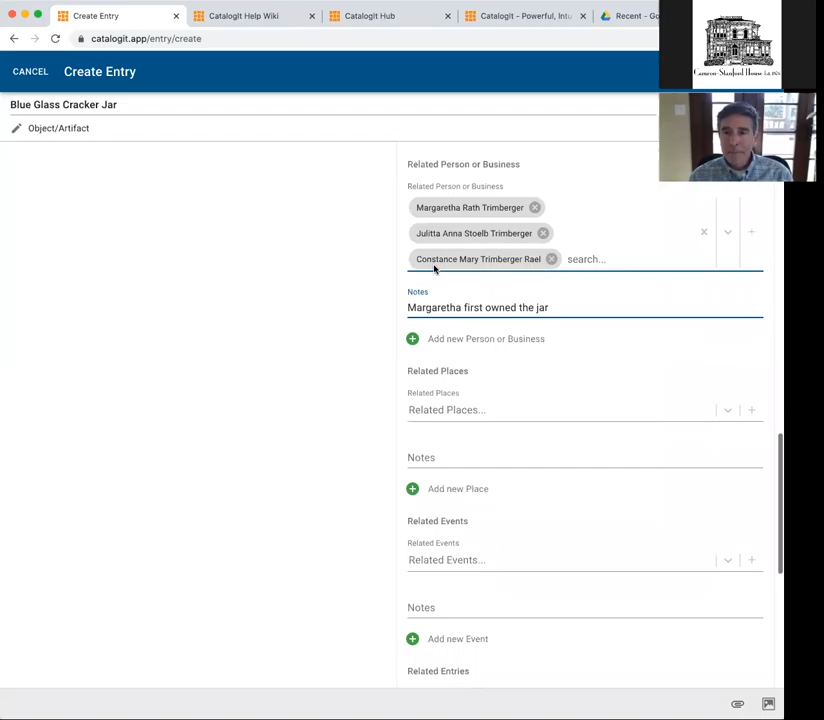 Create Entry
CatalogIt Help Wiki
CatalogIt Hub
CatalogIt - Powerful, Intu
Recent - Go
catalogit.app/entry/create
CANCEL
Create Entry
Cameron-Stanford House
Blue Glass Cracker Jar
Object/Artifact
Related Person or Business
Related Person or Business
Margaretha Rath Trimberger
Julitta Anna Stoelb Trimberger
Constance Mary Trimberger Rael
search...
Notes
Margaretha first owned the jar
Add new Person or Business
Related Places
Related Places
Related Places...
Notes
Add new Place
Related Events
Related Events
Related Events...
Notes
Add new Event
Related Entries